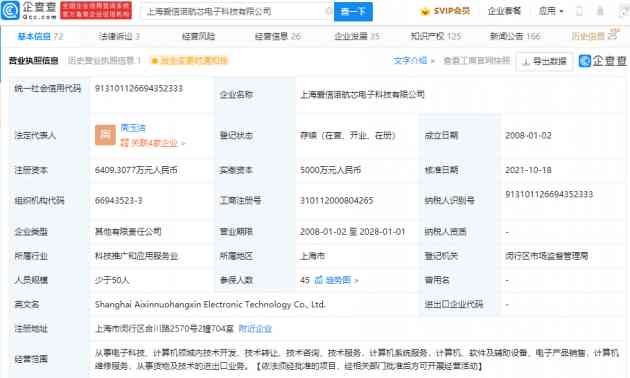 企查查
Qcc.com
全国企业信用查询系统
官方备案企业征信机构
上海爱信诺航芯电子科技有限公司
查一下
SVIP会员
企业套餐
应用
基本信息 72
法律诉讼 3
经营风险
经营信息 26
企业发展 35
知识产权 125
新闻公告 166
历史信息 25
营业执照信息
历史营业执照信息 1
文字介绍 >
查看工商官网快照
导出数据
企查查
统一社会信用代码
913101126694352333
企业名称
上海爱信诺航芯电子科技有限公司
法定代表人
周
周玉洁
关联4家企业 >
登记状态
存续（在营、开业、在册）
成立日期
2008-01-02
注册资本
6409.3077万元人民币
实缴资本
5000万元人民币
核准日期
2021-10-18
组织机构代码
66943523-3
工商注册号
310112000804265
纳税人识别号
913101126694352333
企业类型
其他有限责任公司
营业期限
2008-01-02 至 2028-01-01
纳税人资质
-
所属行业
科技推广和应用服务业
所属地区
上海市
登记机关
闵行区市场监督管理局
人员规模
少于50人
参保人数
45
趋势图 >
曾用名
-
英文名
Shanghai Aixinnuohangxin Electronic Technology Co., Ltd.
进出口企业代码
-
注册地址
上海市闵行区合川路2570号2幢704室
附近企业
经营范围
从事电子科技、计算机领域内技术开发、技术转让、技术咨询、技术服务，计算机系统服务，计算机、软件及辅助设备、电子产品销售，计算机
维修服务，从事货物及技术的进出口业务。【依法须经批准的项目，经相关部门批准后方可开展经营活动】